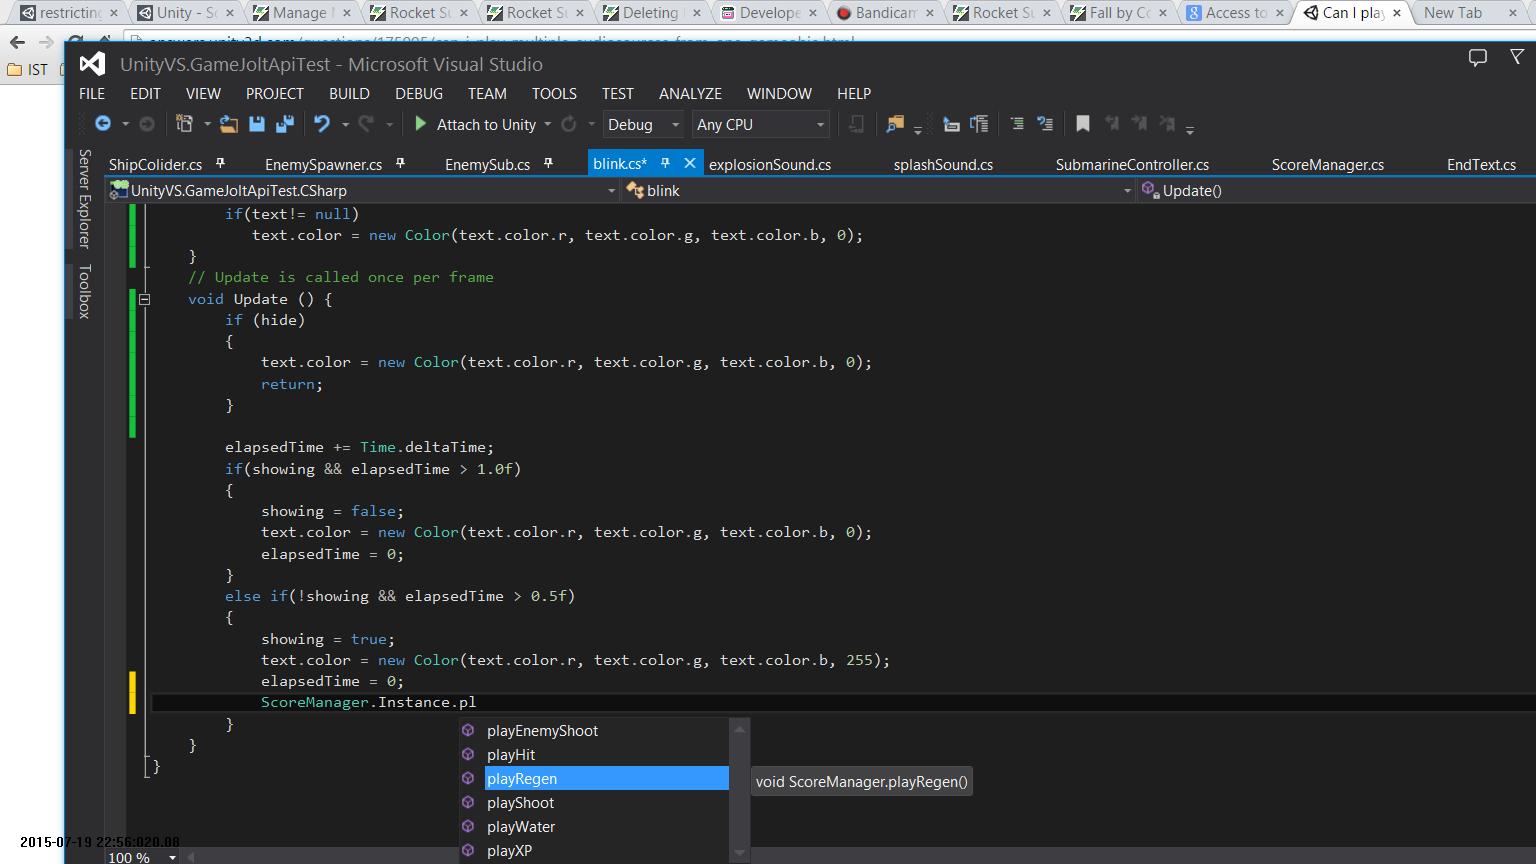 restricting
Unity - Sc
Manage
Rocket Su
Rocket Su
Deleting
Develope
Bandicam
Rocket Su
Fall by Co
Access to
Can I play
New Tab
IST
UnityVS.GameJoltApiTest - Microsoft Visual Studio
FILE EDIT VIEW PROJECT BUILD DEBUG TEAM TOOLS TEST ANALYZE WINDOW HELP
Attach to Unity Debug Any CPU
Server Explorer
Toolbox
ShipColider.cs EnemySpawner.cs EnemySub.cs blink.cs* explosionSound.cs splashSound.cs SubmarineController.cs ScoreManager.cs EndText.cs
UnityVS.GameJoltApiTest.CSharp blink Update()
if(text!= null)
text.color = new Color(text.color.r, text.color.g, text.color.b, 0);
}
// Update is called once per frame
void Update () {
if (hide)
{
text.color = new Color(text.color.r, text.color.g, text.color.b, 0);
return;
}
elapsedTime += Time.deltaTime;
if(showing && elapsedTime > 1.0f)
{
showing = false;
text.color = new Color(text.color.r, text.color.g, text.color.b, 0);
elapsedTime = 0;
}
else if(!showing && elapsedTime > 0.5f)
{
showing = true;
text.color = new Color(text.color.r, text.color.g, text.color.b, 255);
elapsedTime = 0;
ScoreManager.Instance.pl
}
}
}
playEnemyShoot
playHit
playRegen
playShoot
playWater
playXP
void ScoreManager.playRegen()
2015-07-19 22:56:020.08
100 %